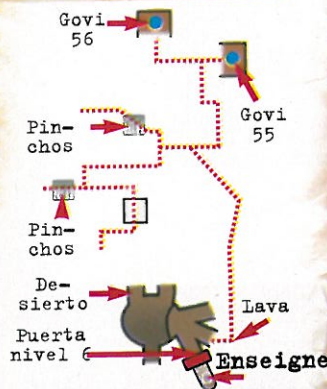 Govi
56
Govi
55
Pin-
chos
Pin-
chos
De-
sierto
Lava
Puerta
nivel 6
Enseigne